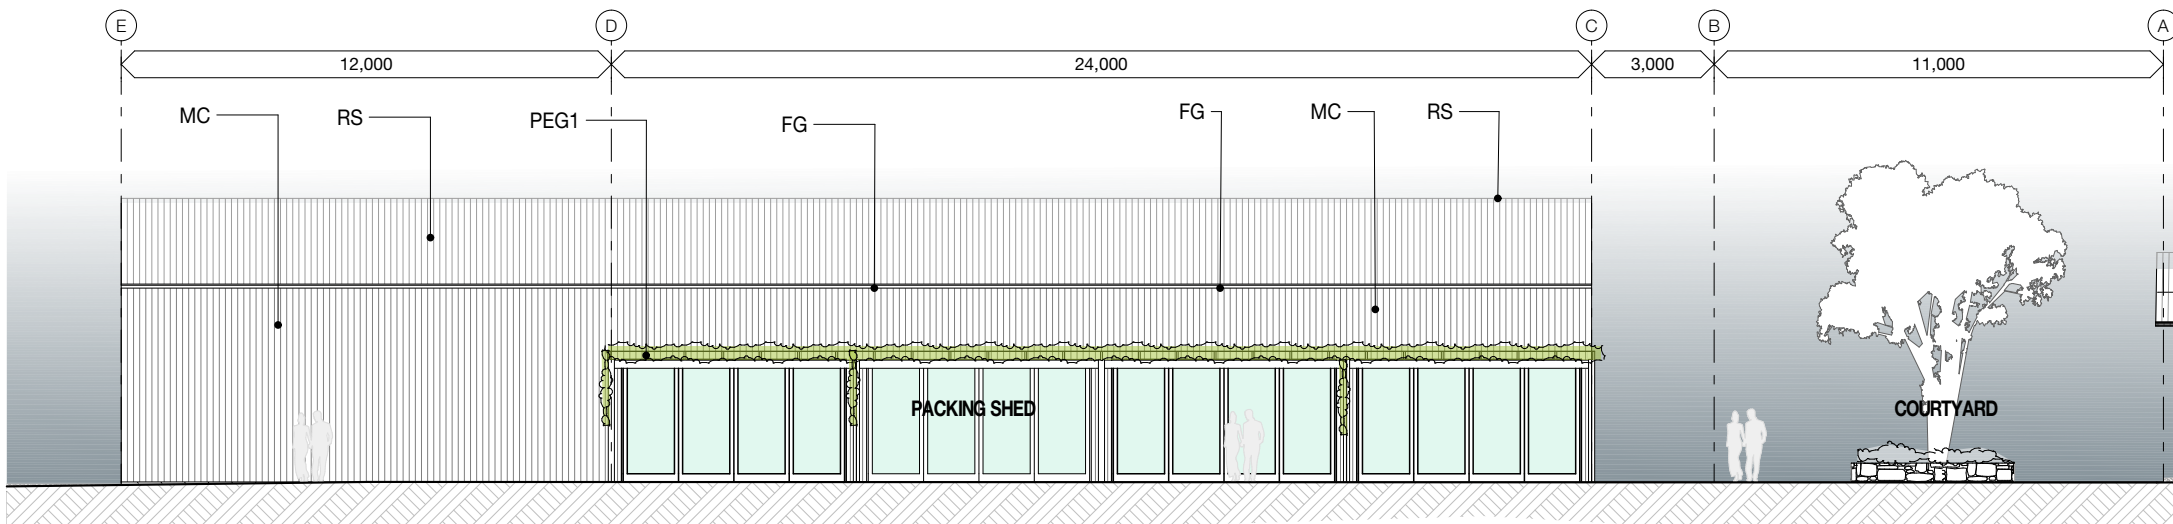 E
D
C
B
A
12,000
24,000
3,000
11,000
MC
RS
PEG1
FG
FG
MC
RS
PACKING SHED
COURTYARD